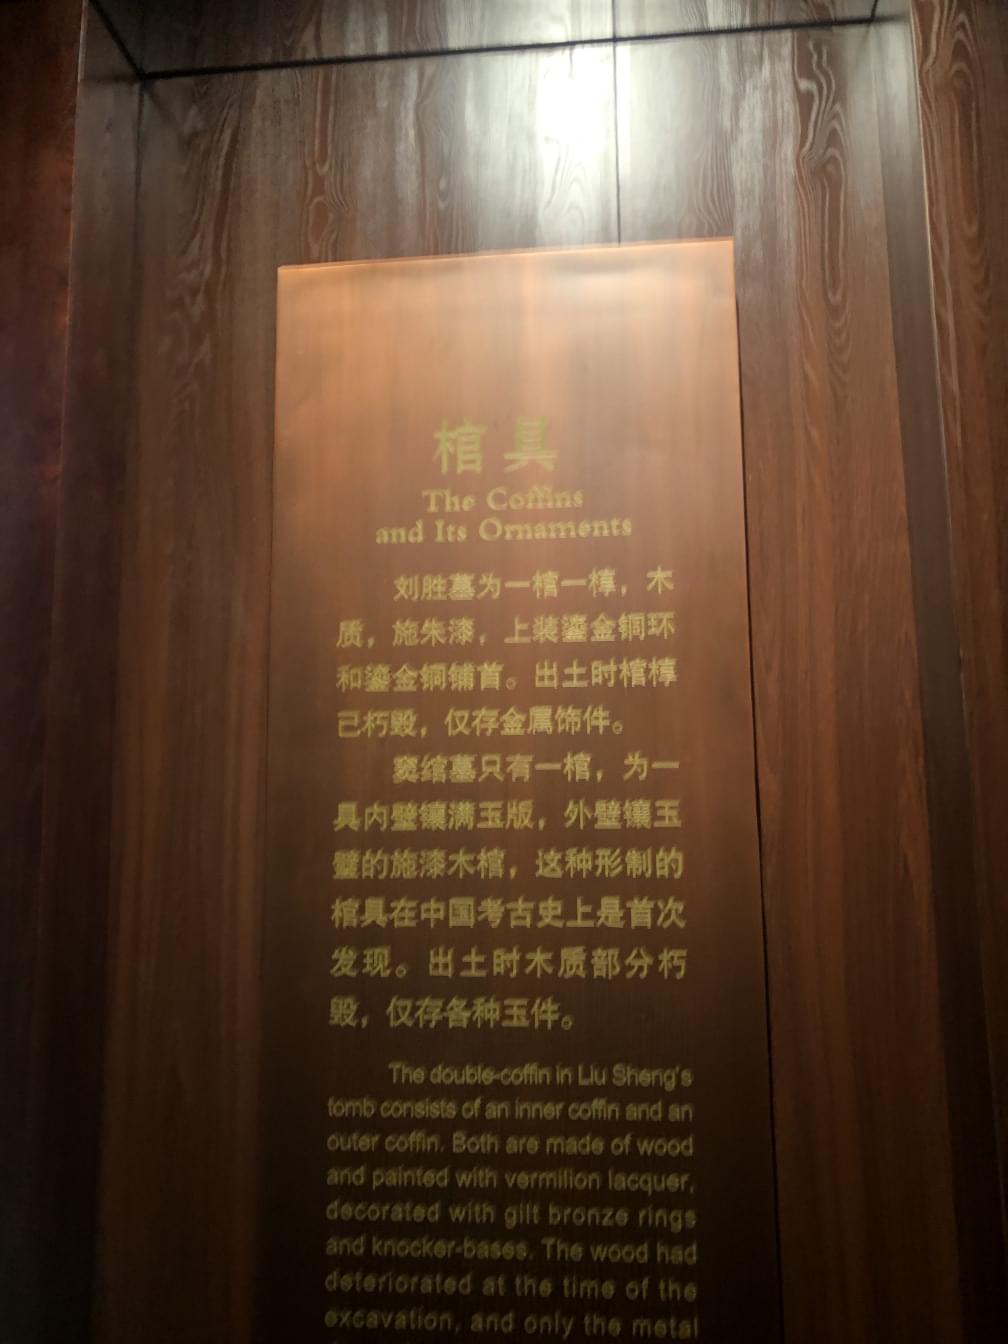 棺具
The Coffins
and Its Ornaments
刘胜墓为一棺一椁，木
质，施朱漆，上装鎏金铜环
和鎏金铜铺首。出土时棺椁
已朽毁，仅存金属饰件。
窦绾墓只有一棺，为一
具内壁镶满玉版，外壁镶玉
璧的施漆木棺，这种形制的
棺具在中国考古史上是首次
发现。出土时木质部分朽
毁，仅存各种玉件。
The double-coffin in Liu Sheng's
tomb consists of an inner coffin and an
outer coffin. Both are made of wood
and painted with vermilion lacquer,
decorated with gilt bronze rings
and knocker-bases. The wood had
deteriorated at the time of the
excavation, and only the metal